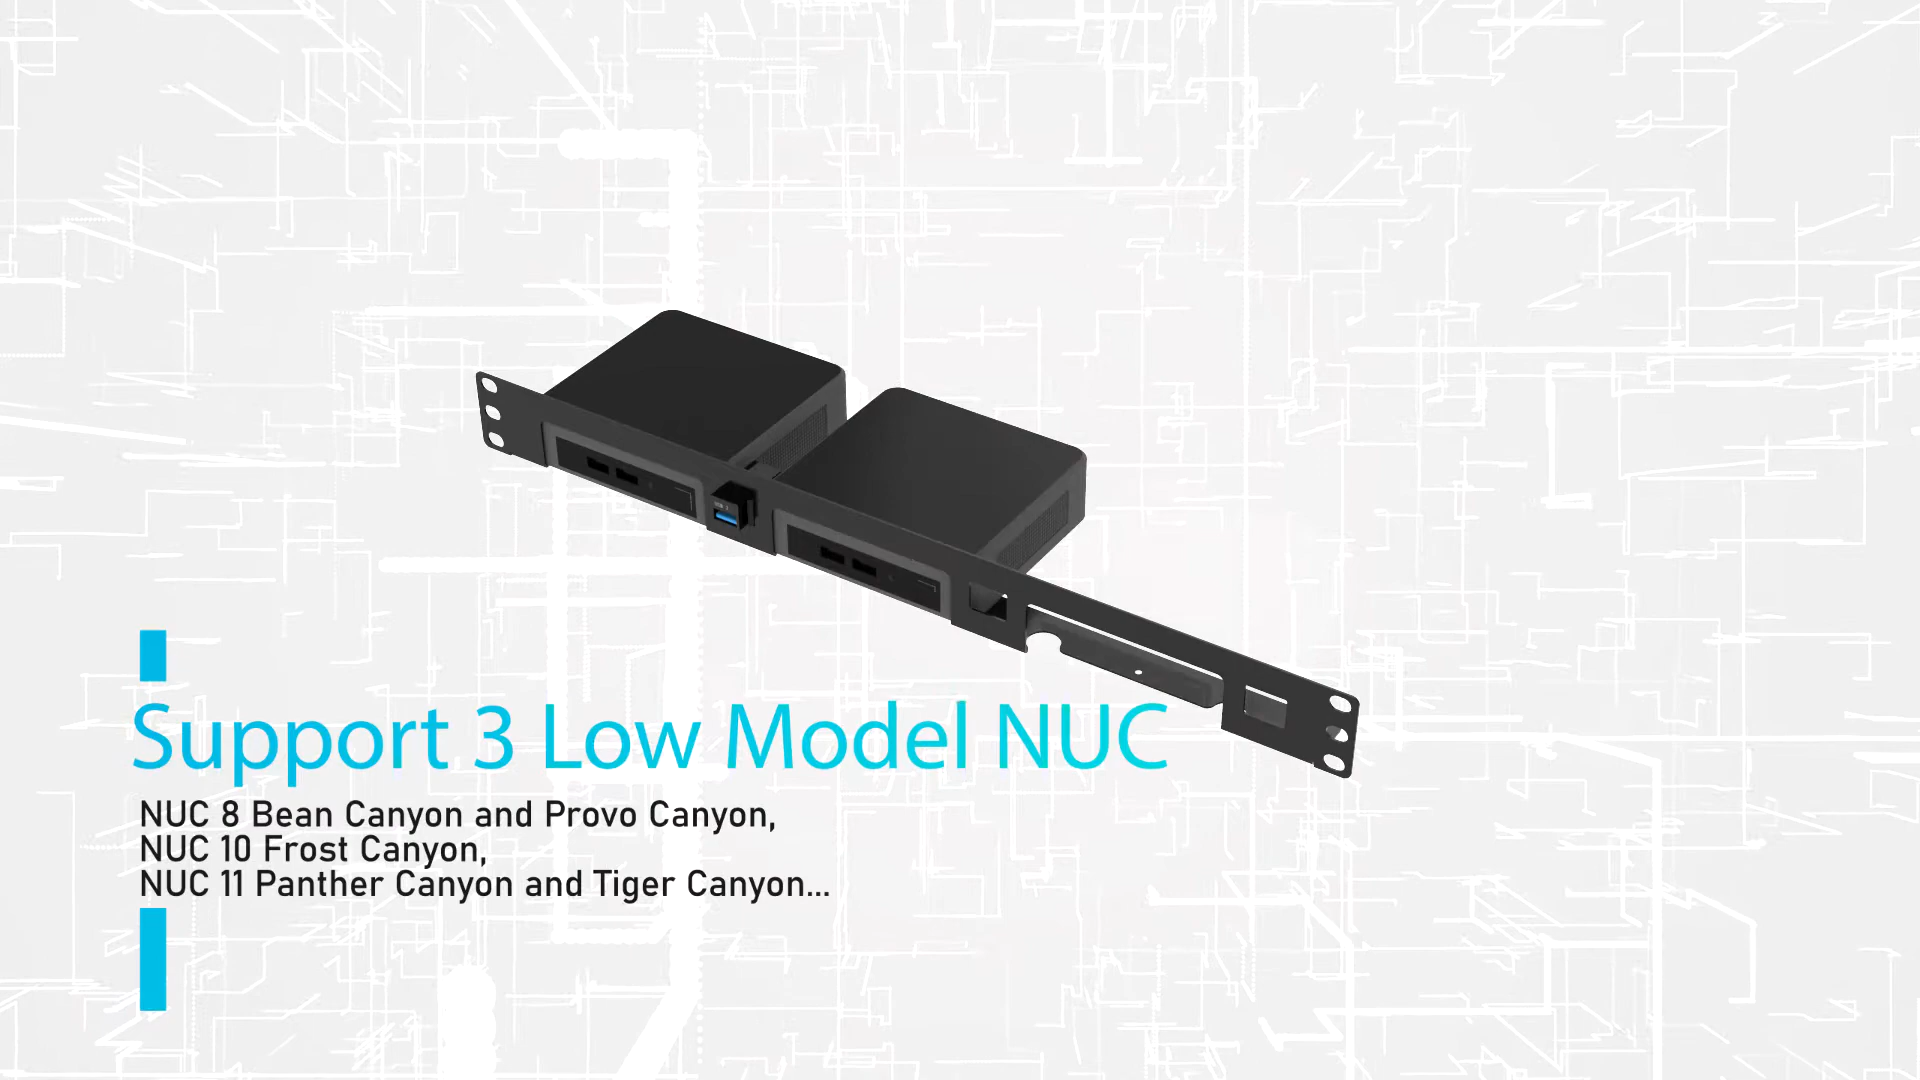 Support 3 Low Model NUC
NUC 8 Bean Canyon and Provo Canyon,
NUC 10 Frost Canyon,
NUC 11 Panther Canyon and Tiger Canyon...